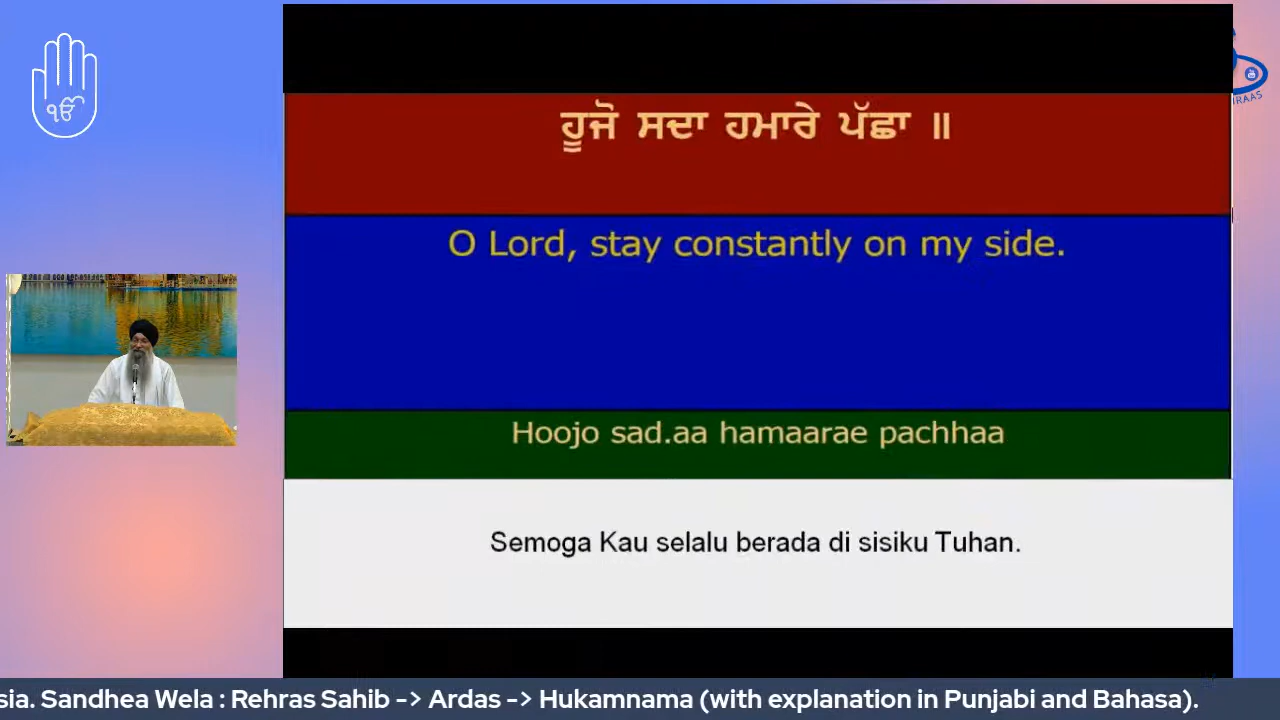 ੴ
ਹੂਜੋ ਸਦਾ ਹਮਾਰੇ ਪੱਛਾ ॥
O Lord, stay constantly on my side.
Hoojo sad.aa hamaarae pachhaa
Semoga Kau selalu berada di sisiku Tuhan.
sia. Sandhea Wela : Rehras Sahib -> Ardas -> Hukamnama (with explanation in Punjabi and Bahasa).